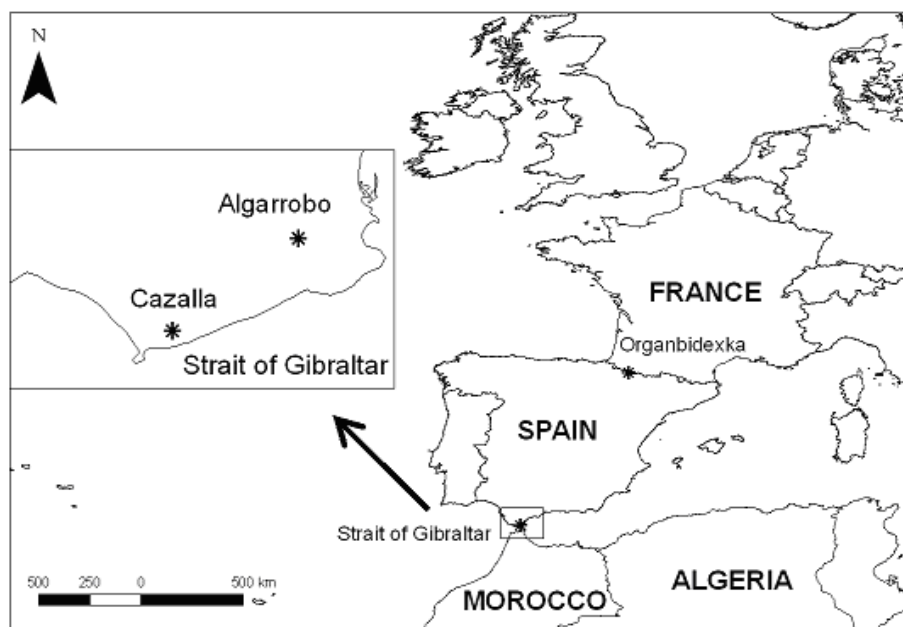 N
Algarrobo
Cazalla
Strait of Gibraltar
FRANCE
Organbidexka
SPAIN
Strait of Gibraltar
ALGERIA
MOROCCO
500 250 0 500 km